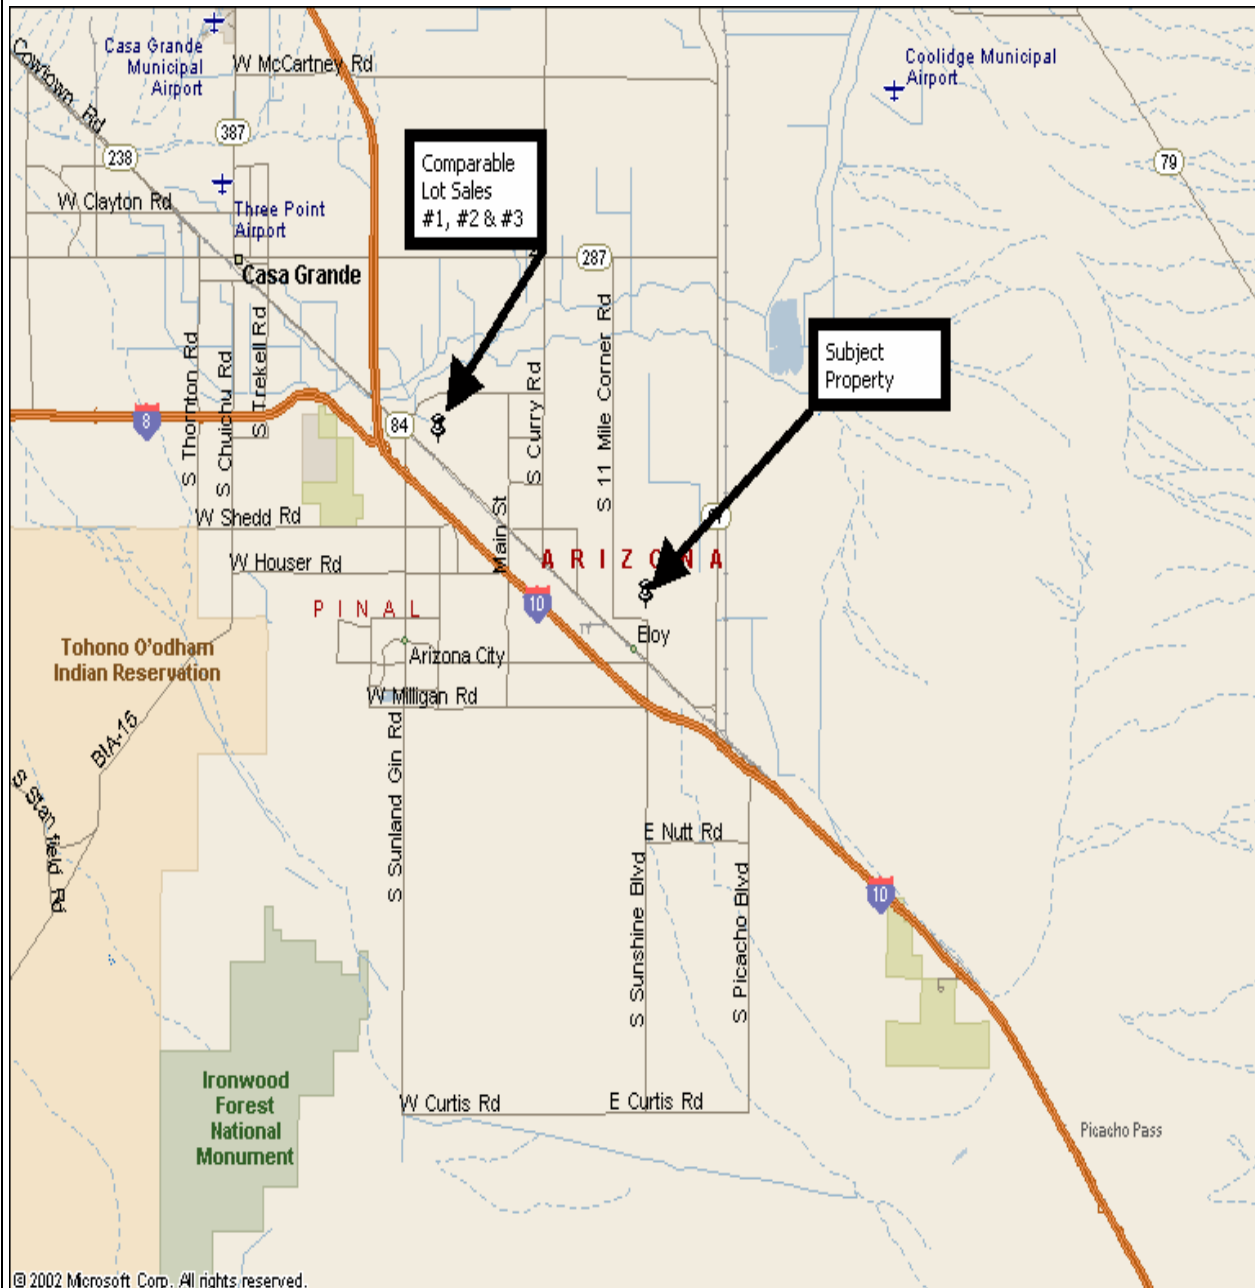 Casa Grande
Municipal
Airport
W McCartney Rd
Coolidge Municipal
Airport
Cowtown Rd
387
238
79
Comparable
Lot Sales
#1, #2 & #3
W Clayton Rd
Three Point
Airport
287
Casa Grande
S Thornton Rd
S Chuichu Rd
S Trekell Rd
S Curry Rd
S 11 Mile Corner Rd
Subject
Property
8
84
Main St
W Shedd Rd
W Houser Rd
ARIZONA
10
PINAL
Eloy
Tohono O'odham
Indian Reservation
Arizona City
W Milligan Rd
BIA-15
S Stanfield Rd
S Sunland Gin Rd
E Nutt Rd
S Sunshine Blvd
S Picacho Blvd
10
Ironwood
Forest
National
Monument
W Curtis Rd
E Curtis Rd
Picacho Pass
© 2002 Microsoft Corp. All rights reserved.